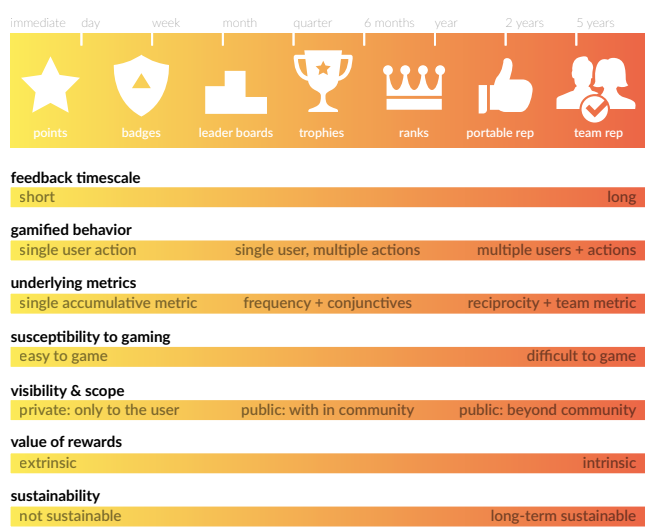 immediate day week month quarter 6 months year 2 years 5 years
points badges leader boards trophies ranks portable rep team rep
feedback timescale
short long
gamified behavior
single user action single user, multiple actions multiple users + actions
underlying metrics
single accumulative metric frequency + conjunctives reciprocity + team metric
susceptibility to gaming
easy to game difficult to game
visibility & scope
private: only to the user public: with in community public: beyond community
value of rewards
extrinsic intrinsic
sustainability
not sustainable long-term sustainable